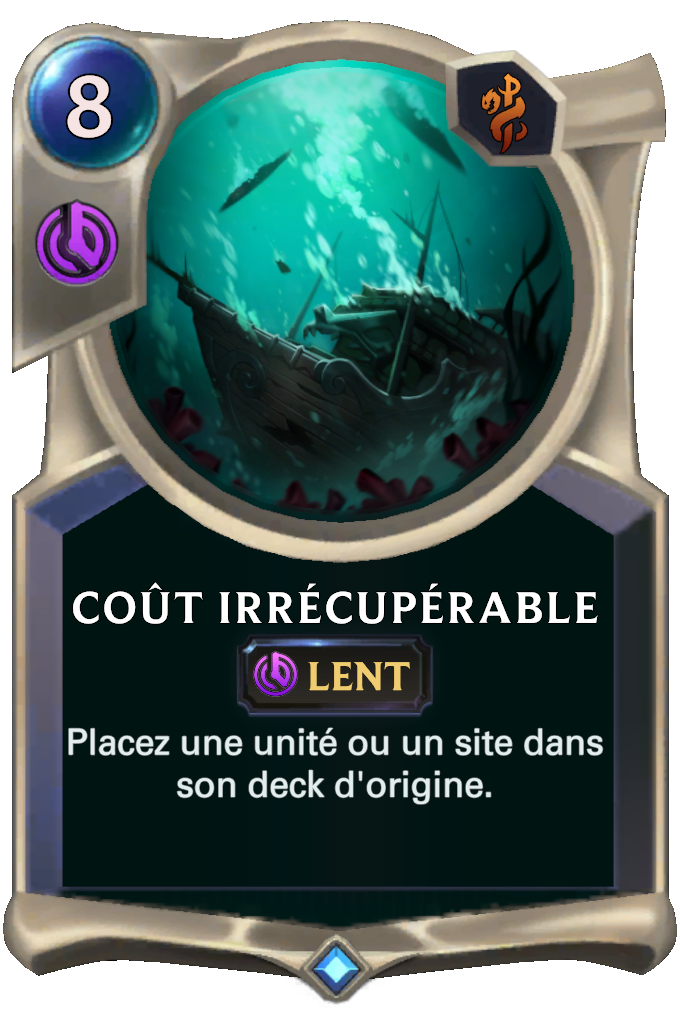 8
COÛT IRRÉCUPÉRABLE
LENT
Placez une unité ou un site dans
son deck d'origine.